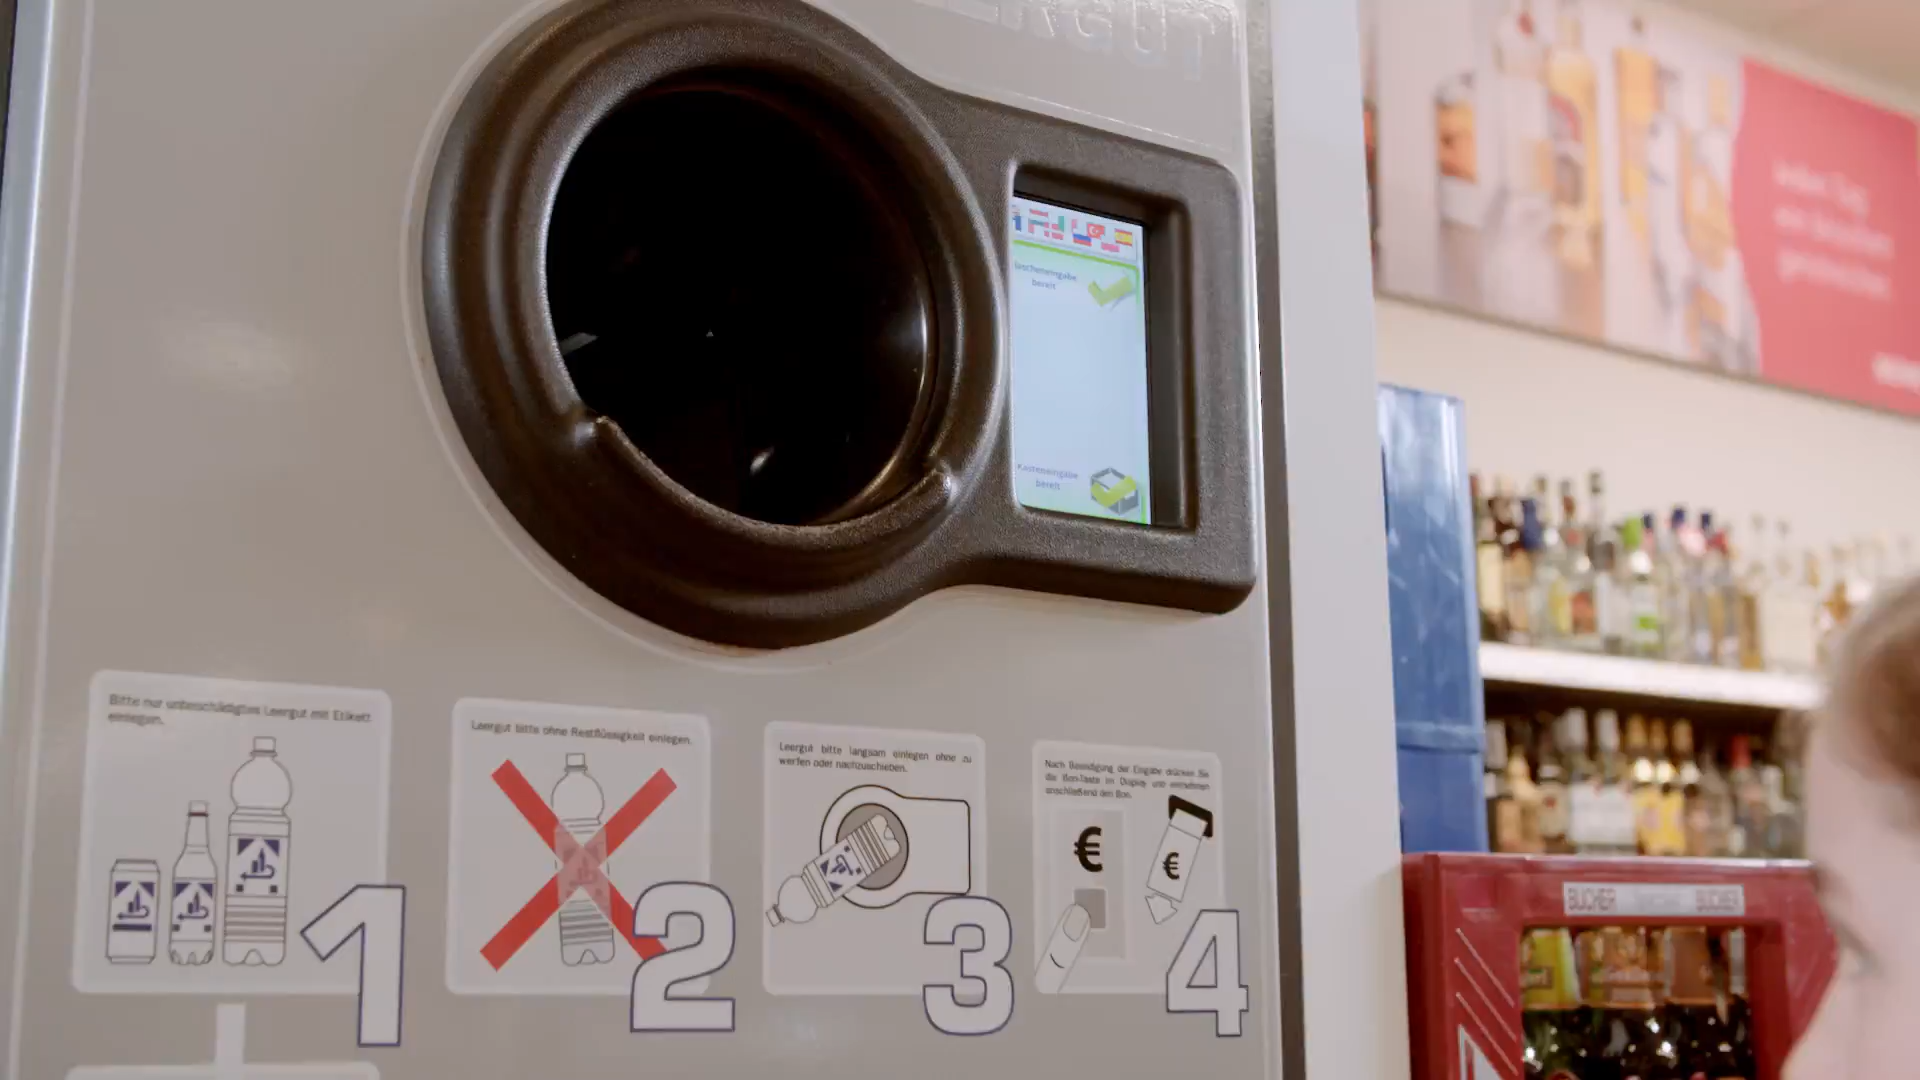 Flascheneingabe
bereit
Kasteneingabe
bereit
Bitte nur unbeschädigtes Leergut mit Etikett
einlegen.
1
Leergut bitte ohne Restflüssigkeit einlegen.
2
Leergut bitte langsam einlegen ohne zu
werfen oder nachzuschieben.
3
Nach Beendigung der Eingabe drücken Sie
die Bon-Taste im Display und entnehmen
anschließend den Bon.
€
€
4
BUCHER BUCHER